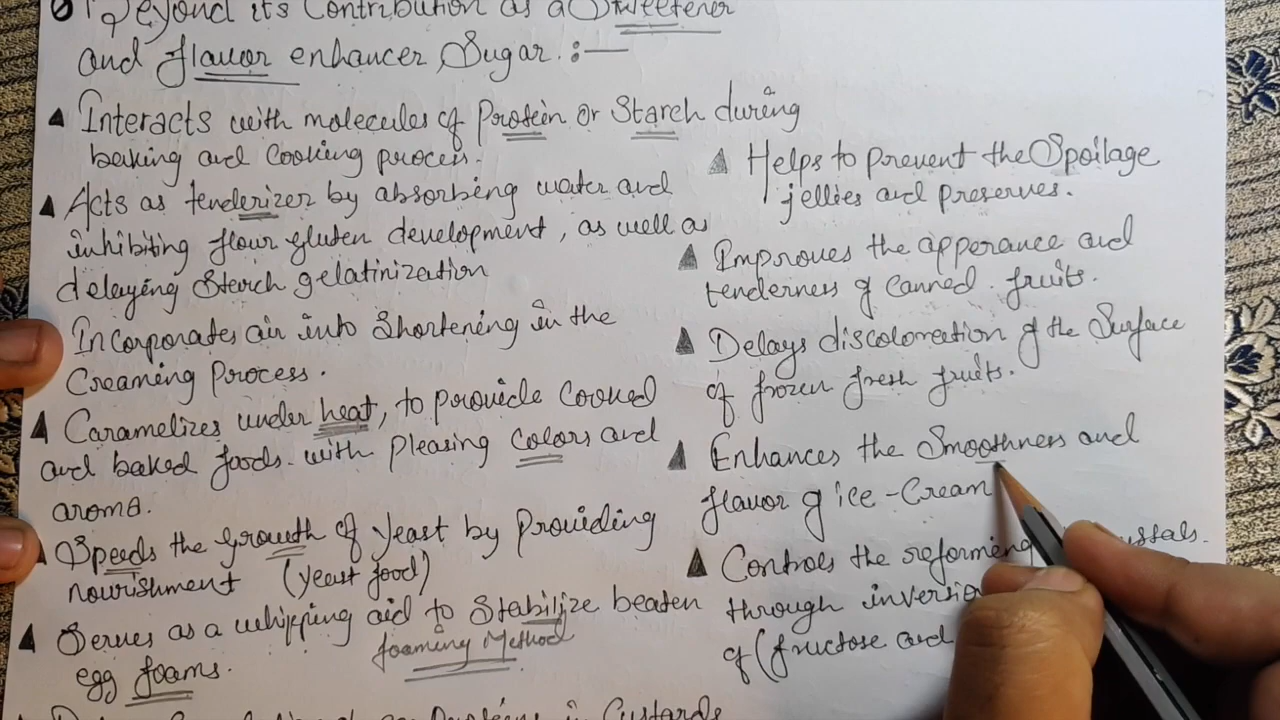 Beyond its Contribution as a Sweetener
and flavor enhancer Sugar :—
Interacts with molecules of Protein or Starch during
baking and Cooking process.
Acts as tenderizer by absorbing water and
inhibiting flour gluten development, as well as
delaying Starch gelatinization
Incorporates air into Shortening in the
Creaming Process.
Caramelizes under heat, to provide Cooked
and baked foods. with Pleasing Colors and
aroma.
Speeds the growth of yeast by Providing
nourishment (yeast food)
Serves as a whipping aid to Stabilize beaten
egg foams.
foaming Method
in Custards
Helps to prevent the Spoilage
jellies and preserves.
Improves the apperance and
tenderness of canned. fruits.
Delays discoloration of the Surface
of frozen fresh fruits.
Enhances the Smoothness and
flavor of ice-Cream
Controls the reforming
through
of (fructose and